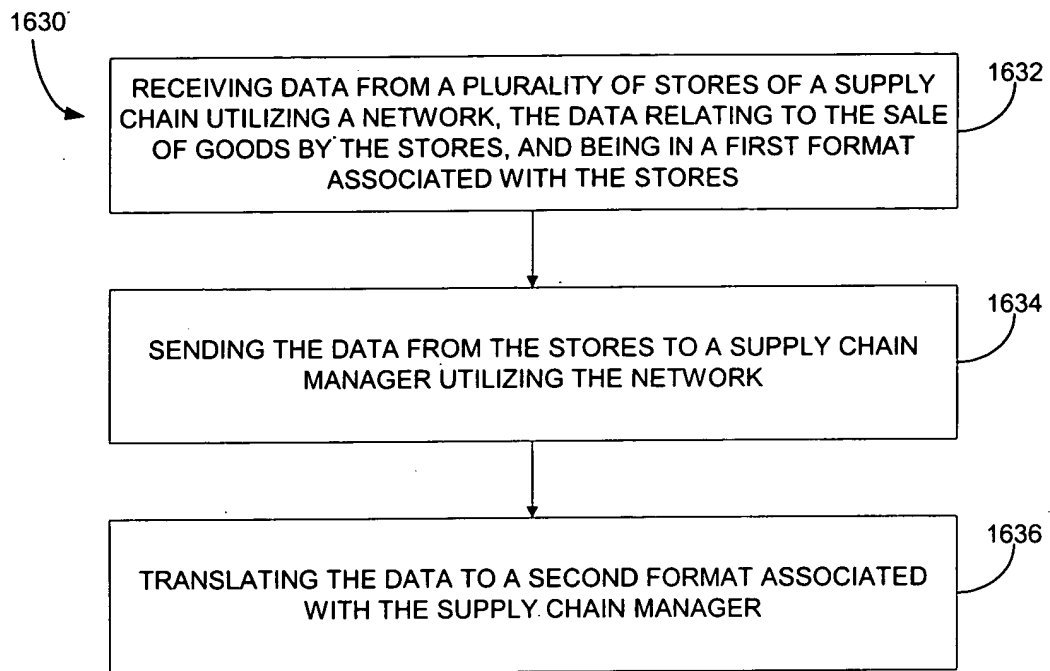 1630
RECEIVING DATA FROM A PLURALITY OF STORES OF A SUPPLY
CHAIN UTILIZING A NETWORK, THE DATA RELATING TO THE SALE
OF GOODS BY THE STORES, AND BEING IN A FIRST FORMAT
ASSOCIATED WITH THE STORES
1632
SENDING THE DATA FROM THE STORES TO A SUPPLY CHAIN
MANAGER UTILIZING THE NETWORK
1634
TRANSLATING THE DATA TO A SECOND FORMAT ASSOCIATED
WITH THE SUPPLY CHAIN MANAGER
1636